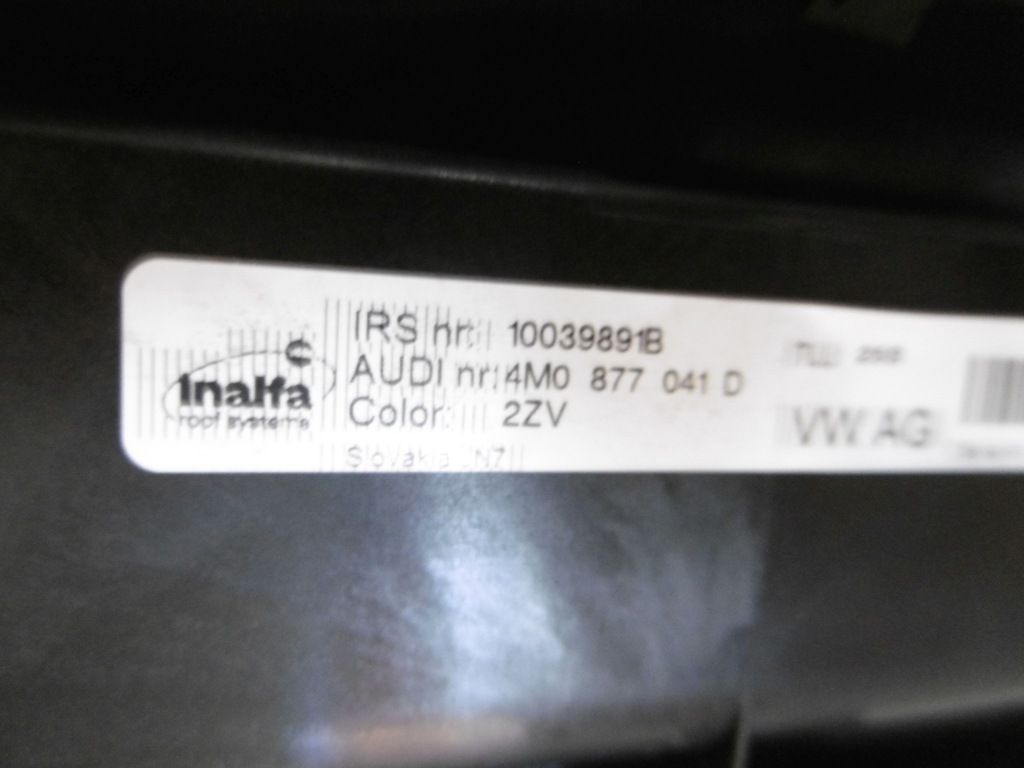 Inalfa
roof systems
IRS nr: 10039891B
AUDI nr: 4M0 877 041 D
Color: 2ZV
Slovakia
VW AG